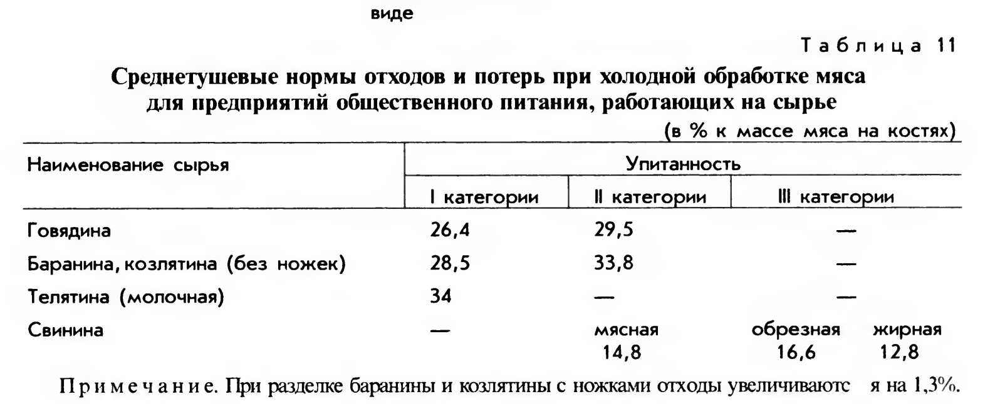 виде
Таблица 11
Среднетушевые нормы отходов и потерь при холодной обработке мяса
для предприятий общественного питания, работающих на сырье
(в % к массе мяса на костях)
Наименование сырья Упитанность
I категории II категории III категории
Говядина 26,4 29,5 —
Баранина, козлятина (без ножек) 28,5 33,8 —
Телятина (молочная) 34 — —
Свинина — мясная обрезная жирная
14,8 16,6 12,8
Примечание. При разделке баранины и козлятины с ножками отходы увеличиваютс я на 1,3%.